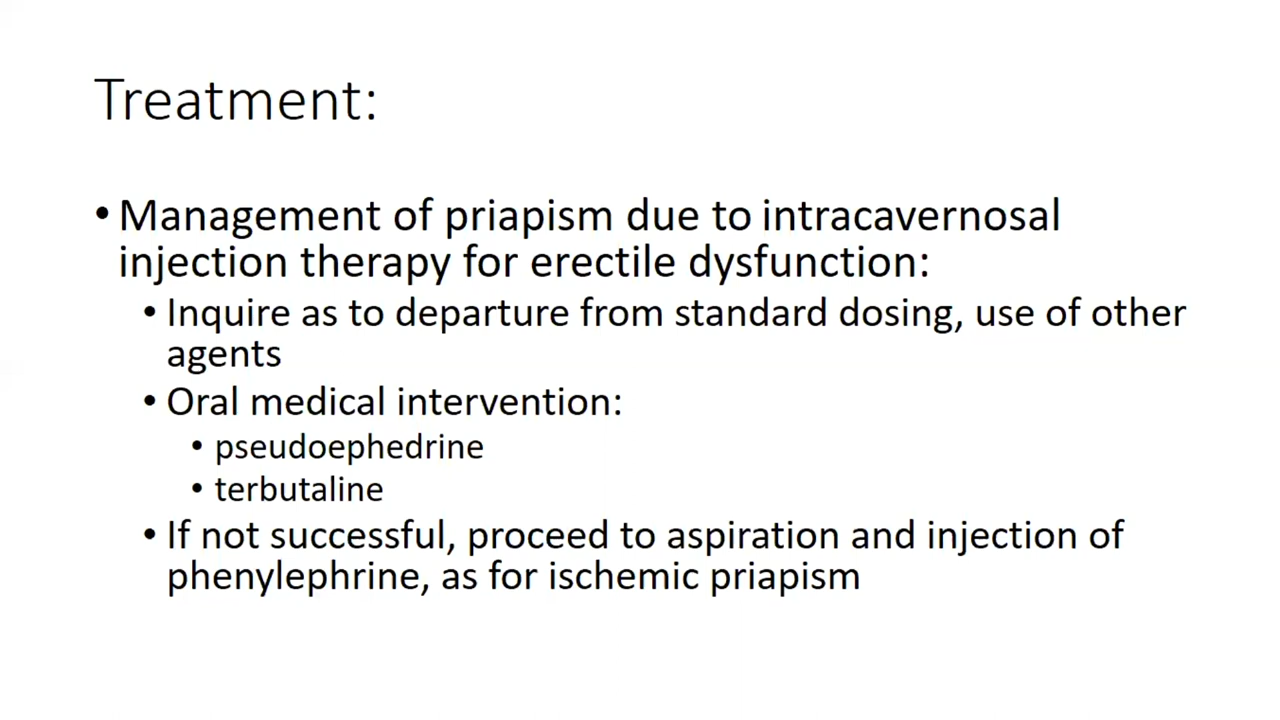 Treatment:
• Management of priapism due to intracavernosal
injection therapy for erectile dysfunction:
• Inquire as to departure from standard dosing, use of other
agents
• Oral medical intervention:
• pseudoephedrine
• terbutaline
• If not successful, proceed to aspiration and injection of
phenylephrine, as for ischemic priapism